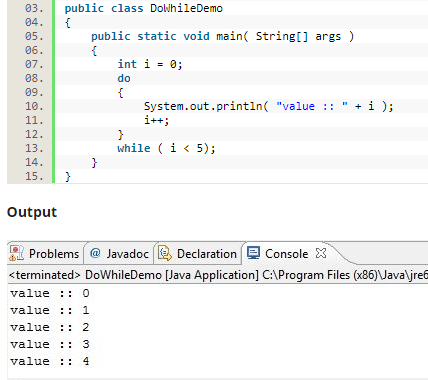 03. public class DoWhileDemo
04. {
05. public static void main( String[] args )
06. {
07. int i = 0;
08. do
09. {
10. System.out.println( "value :: " + i );
11. i++;
12. }
13. while ( i < 5);
14. }
15. }
Output
Problems @ Javadoc Declaration Console
<terminated> DoWhileDemo [Java Application] C:\Program Files (x86)\Java\jre6
value :: 0
value :: 1
value :: 2
value :: 3
value :: 4